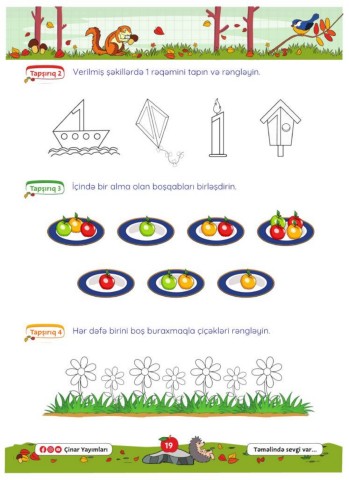 Tapşırıq 2
Verilmiş şəkillərdə 1 rəqəmini tapın və rəngləyin.
Tapşırıq 3
İçində bir alma olan boşqabları birləşdirin.
Tapşırıq 4
Hər dəfə birini boş buraxmaqla çiçəkləri rəngləyin.
Çinar Yayımları
19
Təməlində sevgi var...